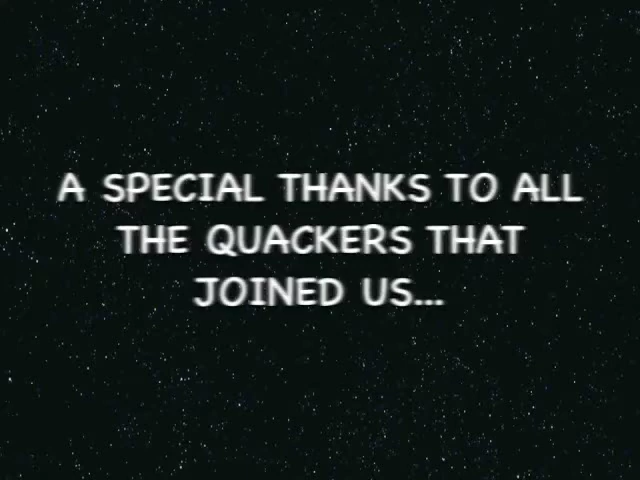 A SPECIAL THANKS TO ALL
THE QUACKERS THAT
JOINED US...